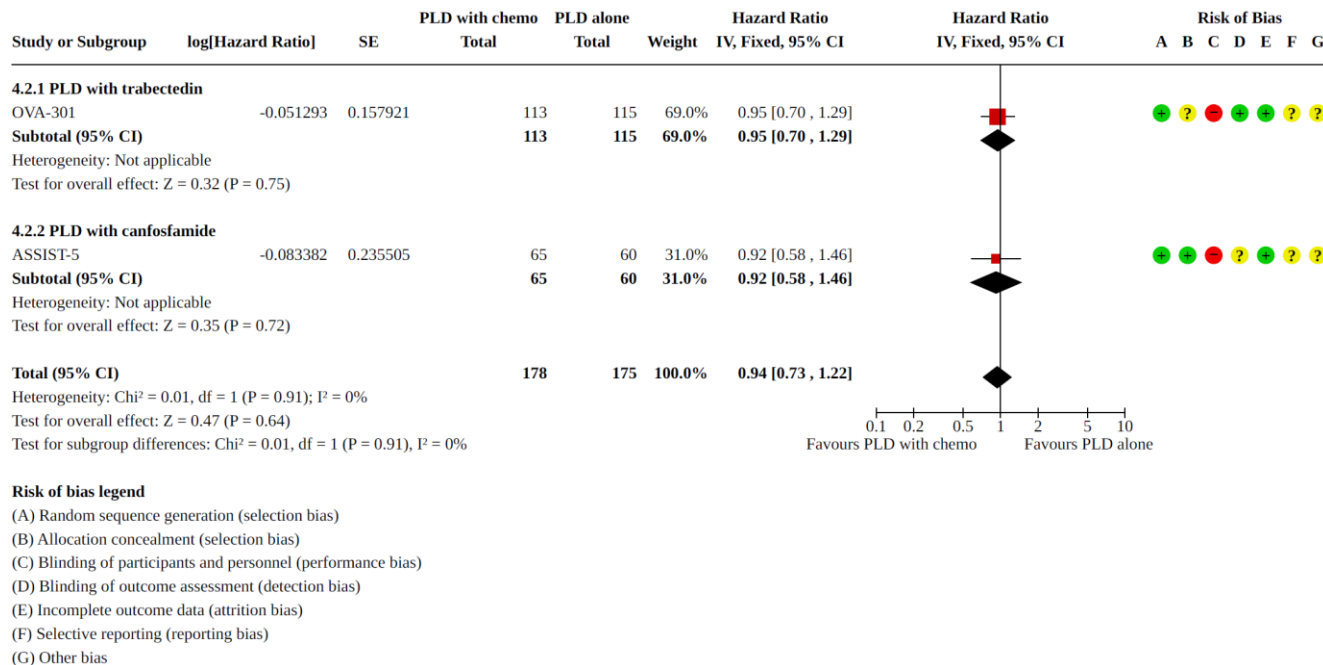 PLD with chemo PLD alone Hazard Ratio Hazard Ratio Risk of Bias
Study or Subgroup log[Hazard Ratio] SE Total Total Weight IV, Fixed, 95% CI IV, Fixed, 95% CI A B C D E F G
4.2.1 PLD with trabectedin
OVA-301 -0.051293 0.157921 113 115 69.0% 0.95 [0.70 , 1.29] + ? − + + ? ?
Subtotal (95% CI) 113 115 69.0% 0.95 [0.70 , 1.29]
Heterogeneity: Not applicable
Test for overall effect: Z = 0.32 (P = 0.75)
4.2.2 PLD with canfosfamide
ASSIST-5 -0.083382 0.235505 65 60 31.0% 0.92 [0.58 , 1.46] + + − ? + ? ?
Subtotal (95% CI) 65 60 31.0% 0.92 [0.58 , 1.46]
Heterogeneity: Not applicable
Test for overall effect: Z = 0.35 (P = 0.72)
Total (95% CI) 178 175 100.0% 0.94 [0.73 , 1.22]
Heterogeneity: Chi² = 0.01, df = 1 (P = 0.91); I² = 0%
Test for overall effect: Z = 0.47 (P = 0.64)
0.1 0.2 0.5 1 2 5 10
Test for subgroup differences: Chi² = 0.01, df = 1 (P = 0.91), I² = 0%
Favours PLD with chemo Favours PLD alone
Risk of bias legend
(A) Random sequence generation (selection bias)
(B) Allocation concealment (selection bias)
(C) Blinding of participants and personnel (performance bias)
(D) Blinding of outcome assessment (detection bias)
(E) Incomplete outcome data (attrition bias)
(F) Selective reporting (reporting bias)
(G) Other bias